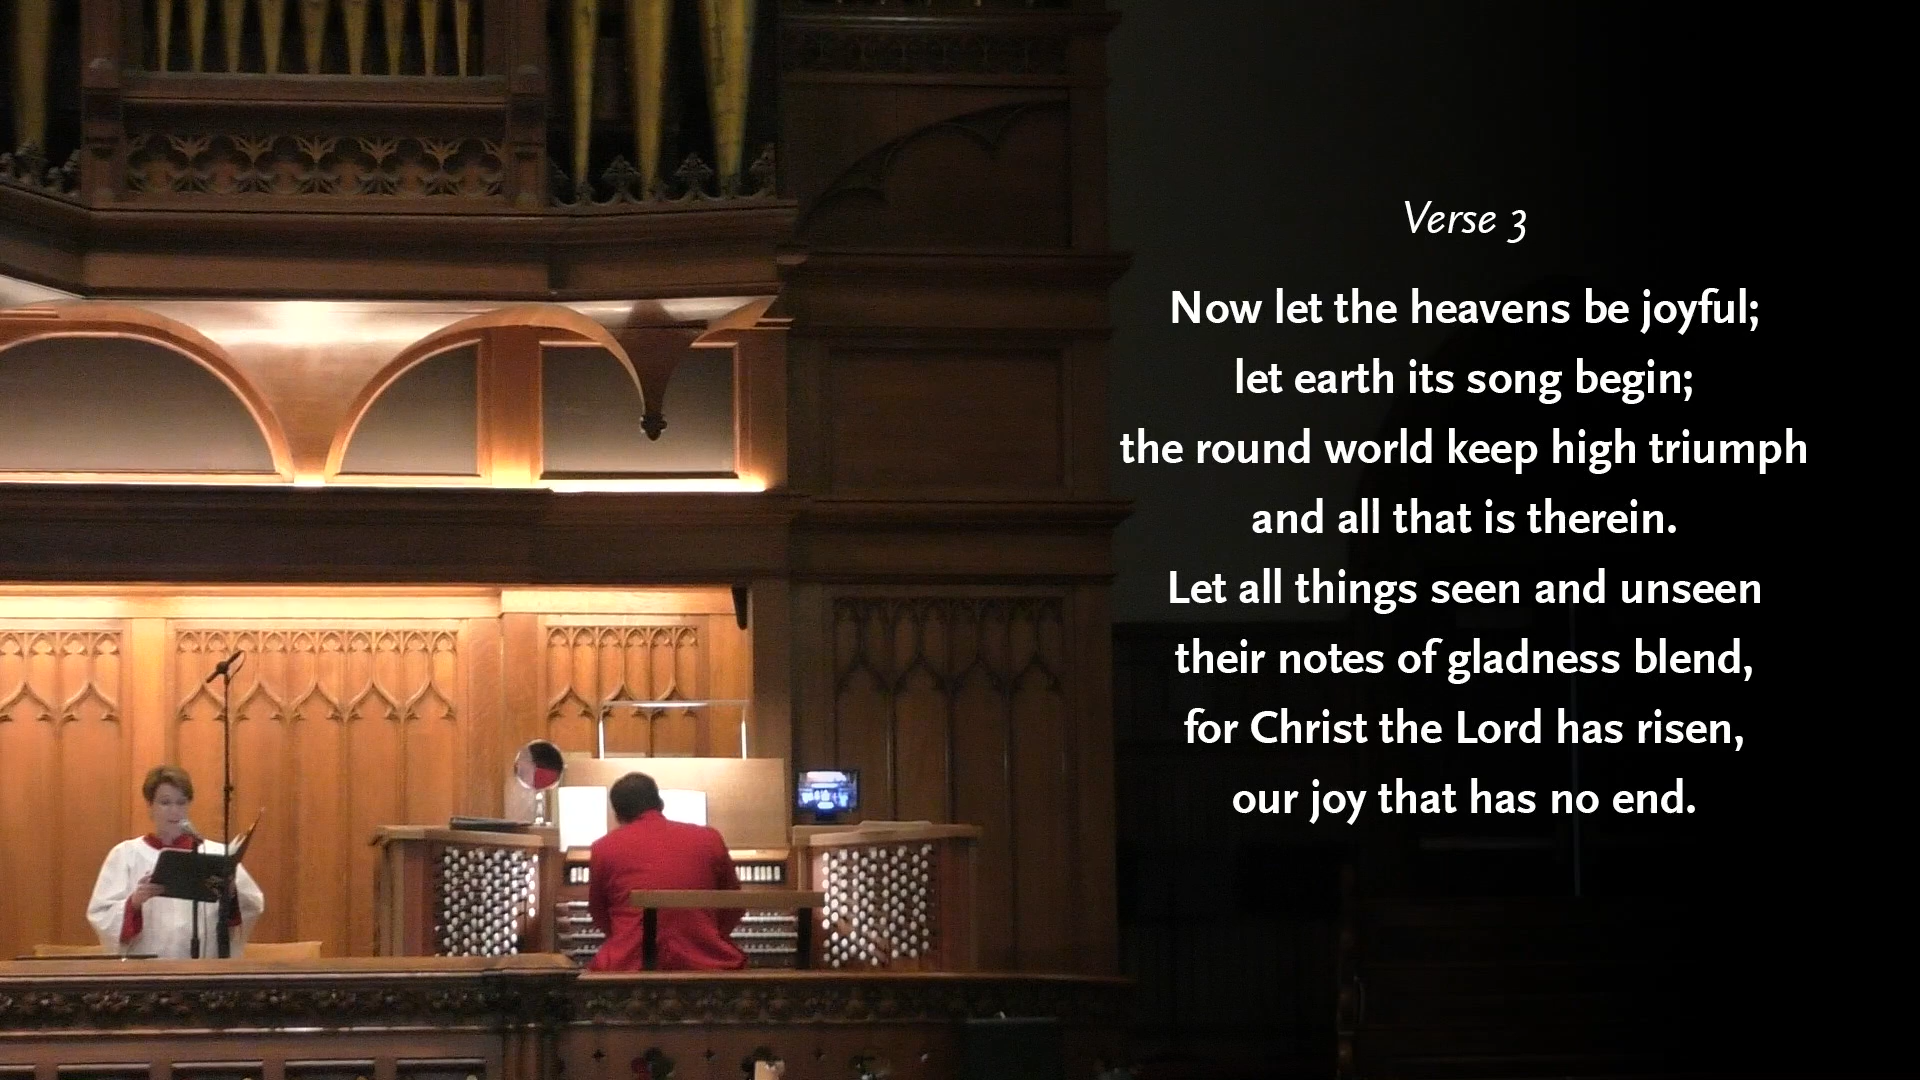 Verse 3
Now let the heavens be joyful;
let earth its song begin;
the round world keep high triumph
and all that is therein.
Let all things seen and unseen
their notes of gladness blend,
for Christ the Lord has risen,
our joy that has no end.